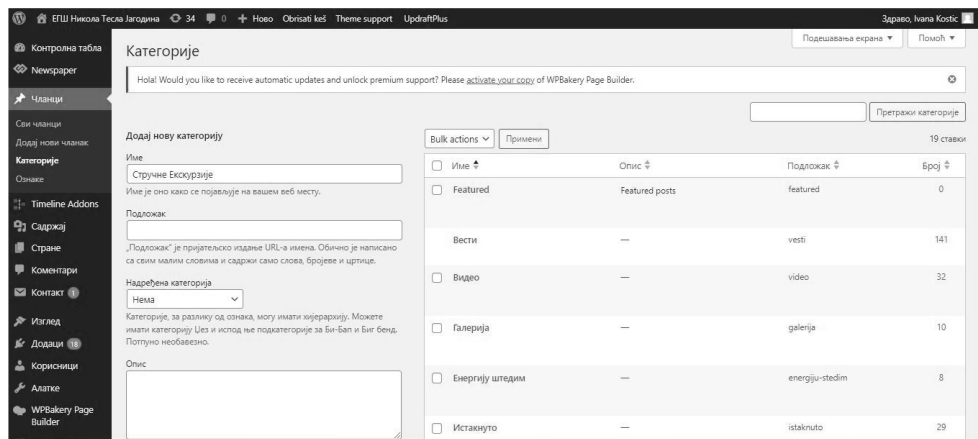 ЕГШ Никола Тесла Јагодина 34 0 + Ново Obrisati keš Theme support UpdraftPlus Здраво, Ivana Kostic
Подешавања екрана ▼ Помоћ ▼
Контролна табла
Newspaper
Чланци
Сви чланци
Додај нови чланак
Категорије
Ознаке
Timeline Addons
Садржај
Стране
Коментари
Контакт 1
Изглед
Додаци 18
Корисници
Алатке
WPBakery Page
Builder
Категорије
Hola! Would you like to receive automatic updates and unlock premium support? Please activate your copy of WPBakery Page Builder.
Претражи категорије
Додај нову категорију
Име
Стручне Екскурзије
Име је оно како се појављује на вашем веб месту.
Подложак
„Подложак“ је пријатељско издање URL-а имена. Обично је написано
са свим малим словима и садржи само слова, бројеве и цртице.
Надређена категорија
Нема
Категорије, за разлику од ознака, могу имати хијерархију. Можете
имати категорију Џез и испод ње подкатегорије за Би-Бап и Биг бенд.
Потпуно необавезно.
Опис
Bulk actions Примени 19 ставки
Име Опис Подложак Број
Featured Featured posts featured 0
Вести — vesti 141
Видео — video 32
Галерија — galerija 10
Енергију штедим — energiju-stedim 8
Истакнуто — istaknuto 29